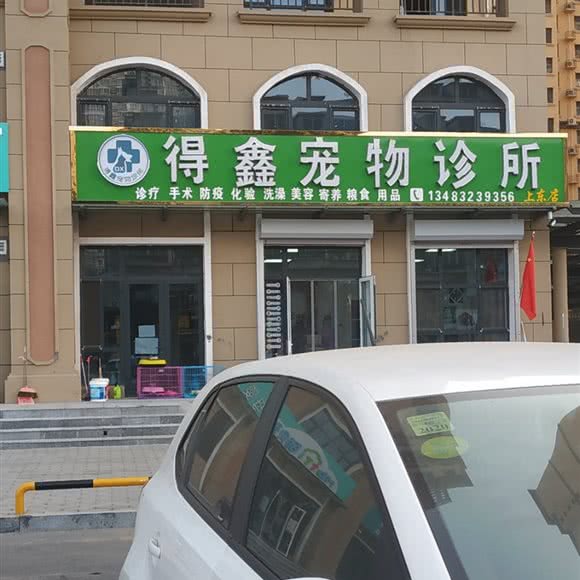 得鑫宠物诊所
DX
诊疗 手术 防疫 化验 洗澡 美容 寄养 粮食 用品 13483239356 上东店